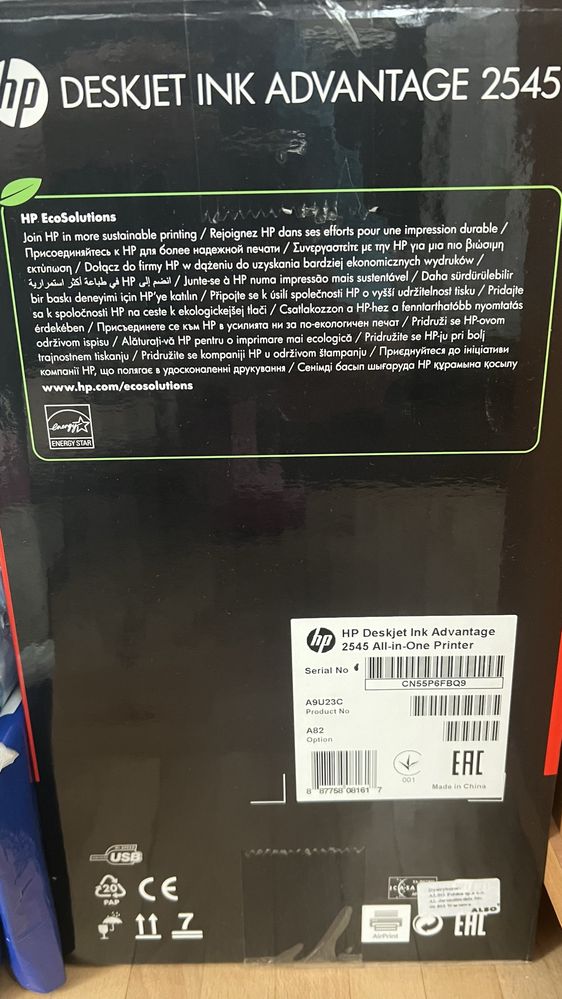 hp DESKJET INK ADVANTAGE 2545
HP EcoSolutions
Join HP in more sustainable printing / Rejoignez HP dans ses efforts pour une impression durable /
Присоединяйтесь к HP для более надежной печати / Συνεργαστείτε με την HP για μια πιο βιώσιμη
εκτύπωση / Dołącz do firmy HP w dążeniu do uzyskania bardziej ekonomicznych wydruków /
انضم إلى HP في طباعة أكثر استمرارية / Junte-se à HP numa impressão mais sustentável / Daha sürdürülebilir
bir baskı deneyimi için HP'ye katılın / Připojte se k úsilí společnosti HP o vyšší udržitelnost tisku / Pridajte
sa k spoločnosti HP na ceste k ekologickejšej tlači / Csatlakozzon a HP-hez a fenntarthatóbb nyomtatás
érdekében / Присъединете се към HP в усилията ни за по-екологичен печат / Pridruži se HP-ovom
održivom ispisu / Alăturaţi-vă HP pentru o imprimare mai ecologică / Pridružite se HP-ju pri bolj
trajnostnem tiskanju / Pridružite se kompaniji HP u održivom štampanju / Приєднуйтеся до ініціативи
компанії HP, що полягає в удосконаленні друкування / Сенімді басып шығаруда HP құрамына қосылу
www.hp.com/ecosolutions
energy
ENERGY STAR
hp HP Deskjet Ink Advantage
2545 All-in-One Printer
Serial No
CN55P6FBQ9
A9U23C
Product No
A82
Option
8 87758 08161 7
001
EAC
Made in China
HI-SPEED
USB
20
PAP
CE
7
ICASA
ALSO
AirPrint
EAC